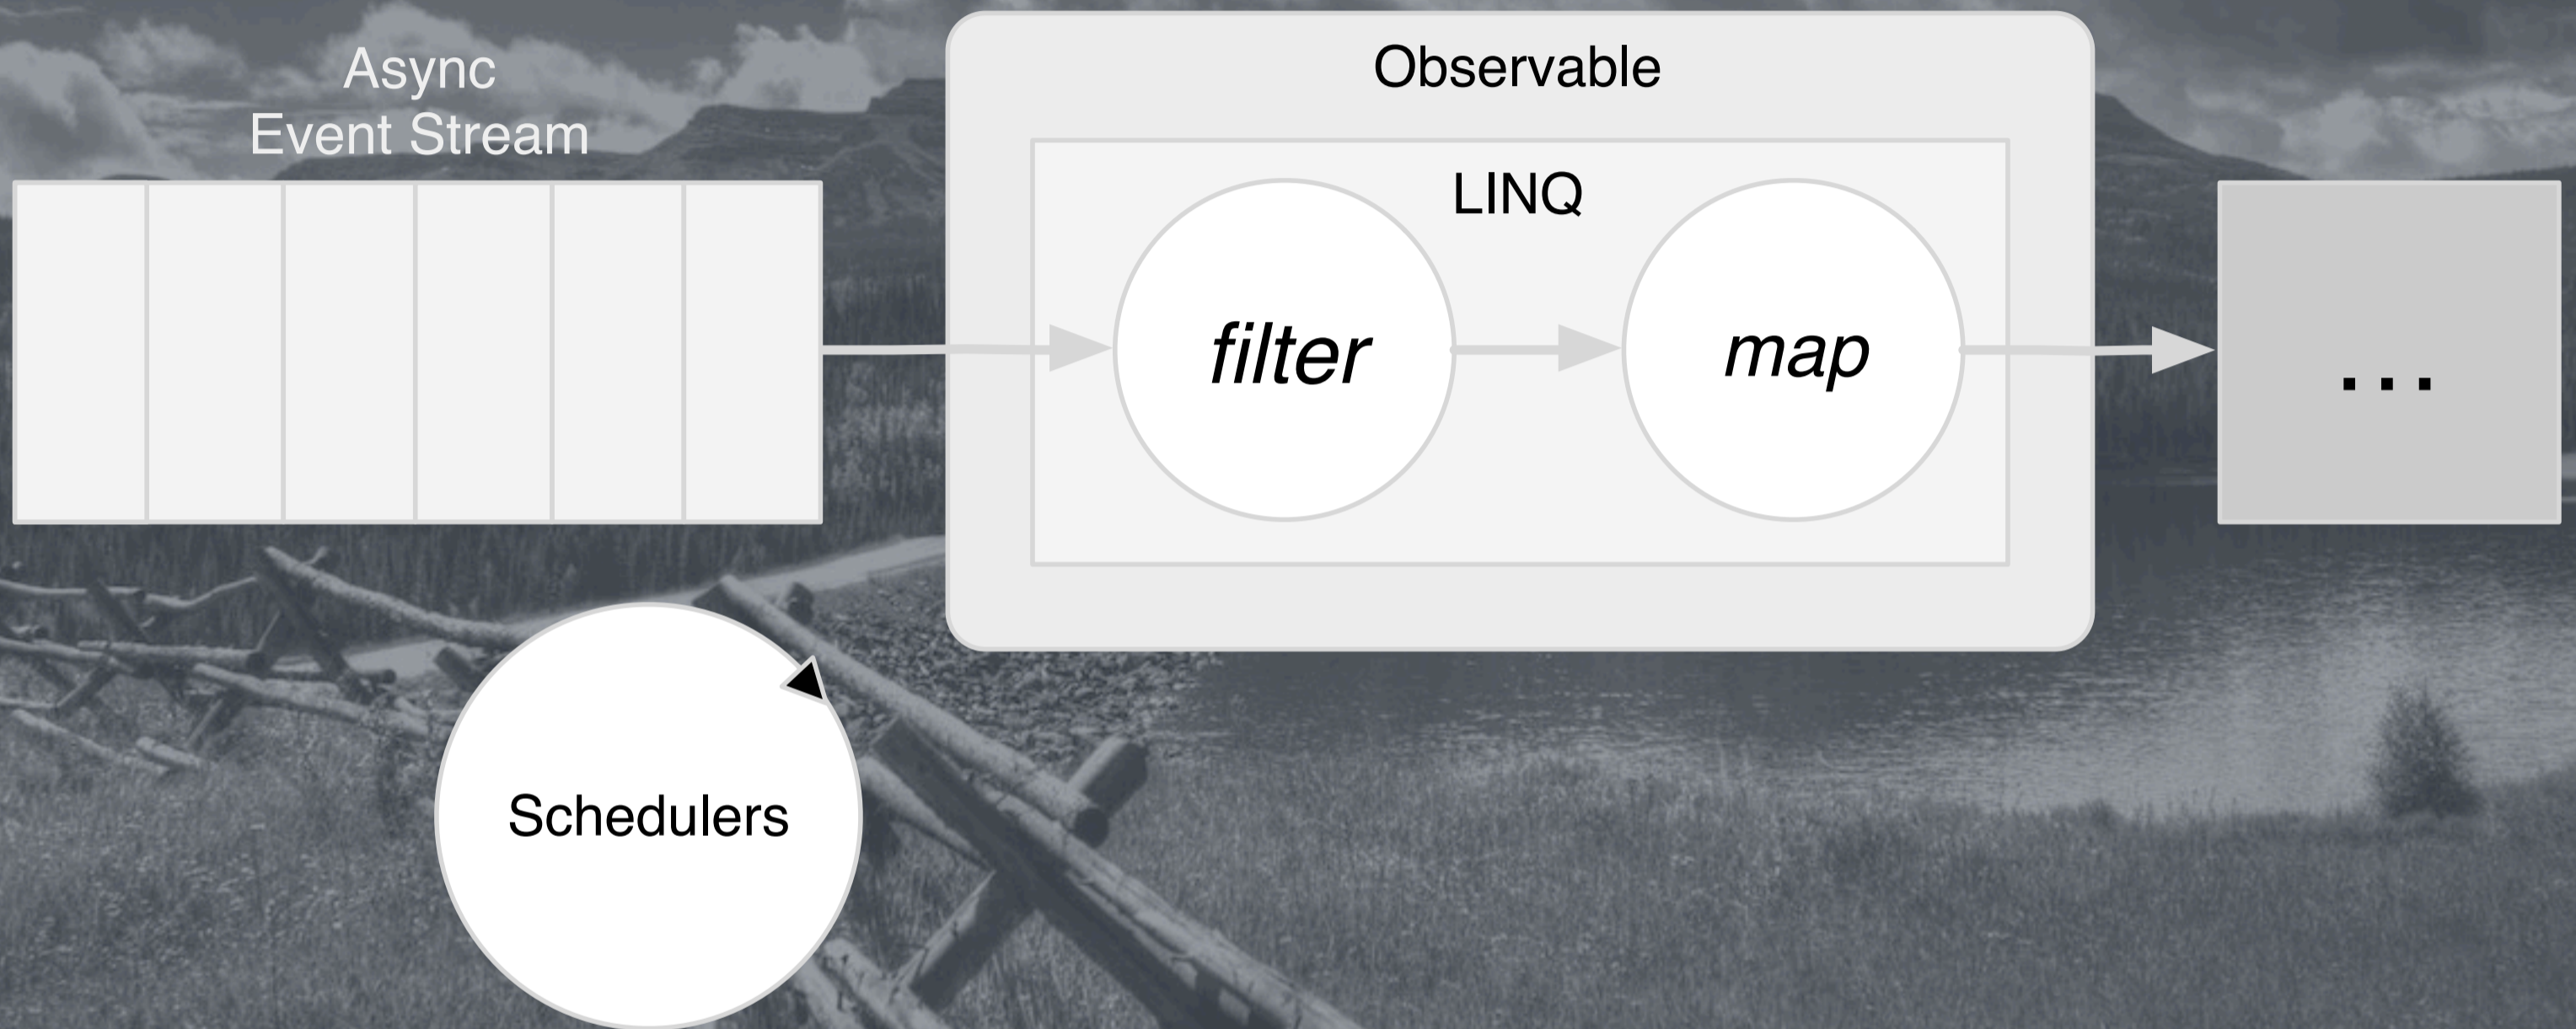 Async
Event Stream
Observable
LINQ
filter
map
...
Schedulers